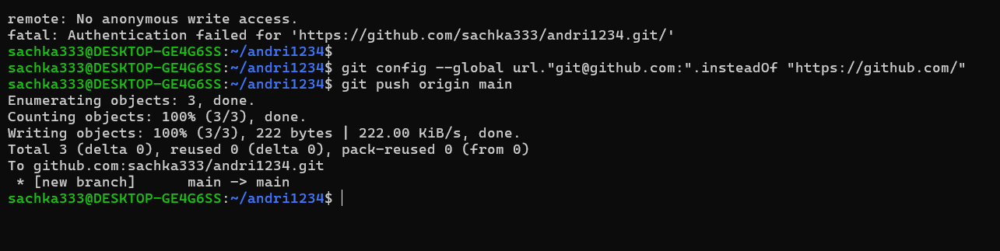 remote: No anonymous write access.
fatal: Authentication failed for 'https://github.com/sachka333/andri1234.git/'
sachka333@DESKTOP-GE4G6SS:~/andri1234$
sachka333@DESKTOP-GE4G6SS:~/andri1234$ git config --global url."git@github.com:".insteadOf "https://github.com/"
sachka333@DESKTOP-GE4G6SS:~/andri1234$ git push origin main
Enumerating objects: 3, done.
Counting objects: 100% (3/3), done.
Writing objects: 100% (3/3), 222 bytes | 222.00 KiB/s, done.
Total 3 (delta 0), reused 0 (delta 0), pack-reused 0 (from 0)
To github.com:sachka333/andri1234.git
 * [new branch]      main -> main
sachka333@DESKTOP-GE4G6SS:~/andri1234$